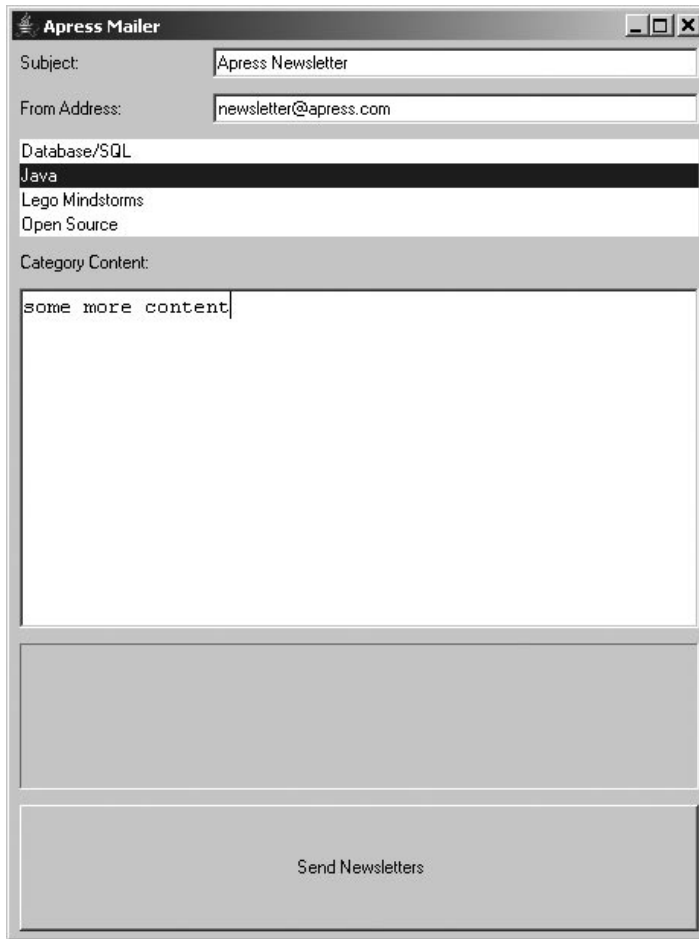 Apress Mailer
Subject: Apress Newsletter
From Address: newsletter@apress.com
Database/SQL
Java
Lego Mindstorms
Open Source
Category Content:
some more content
Send Newsletters